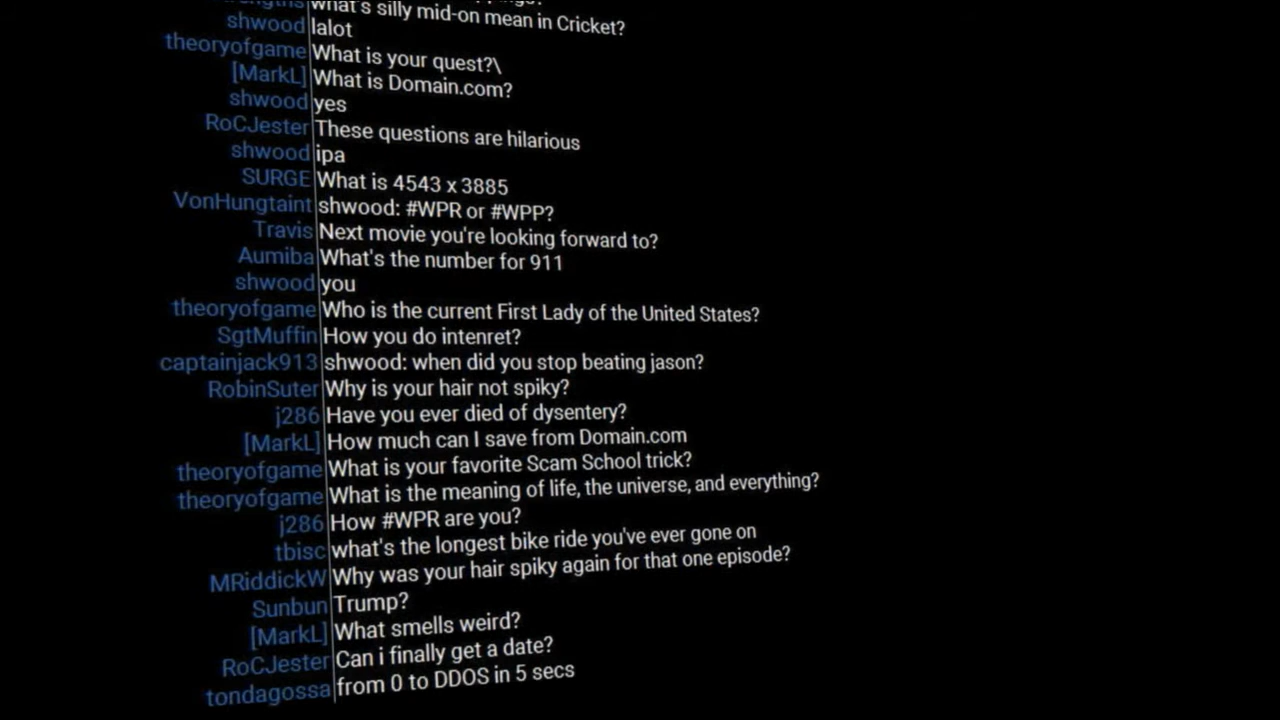 what's silly mid-on mean in Cricket?
shwood lalot
theoryofgame What is your quest?\
[MarkL] What is Domain.com?
shwood yes
RoCJester These questions are hilarious
shwood ipa
SURGE What is 4543 x 3885
VonHungtaint shwood: #WPR or #WPP?
Travis Next movie you're looking forward to?
Aumiba What's the number for 911
shwood you
theoryofgame Who is the current First Lady of the United States?
SgtMuffin How you do intenret?
captainjack913 shwood: when did you stop beating jason?
RobinSuter Why is your hair not spiky?
j286 Have you ever died of dysentery?
[MarkL] How much can I save from Domain.com
theoryofgame What is your favorite Scam School trick?
theoryofgame What is the meaning of life, the universe, and everything?
j286 How #WPR are you?
tbisc what's the longest bike ride you've ever gone on
MRiddickW Why was your hair spiky again for that one episode?
Sunbun Trump?
[MarkL] What smells weird?
RoCJester Can i finally get a date?
tondagossa from 0 to DDOS in 5 secs